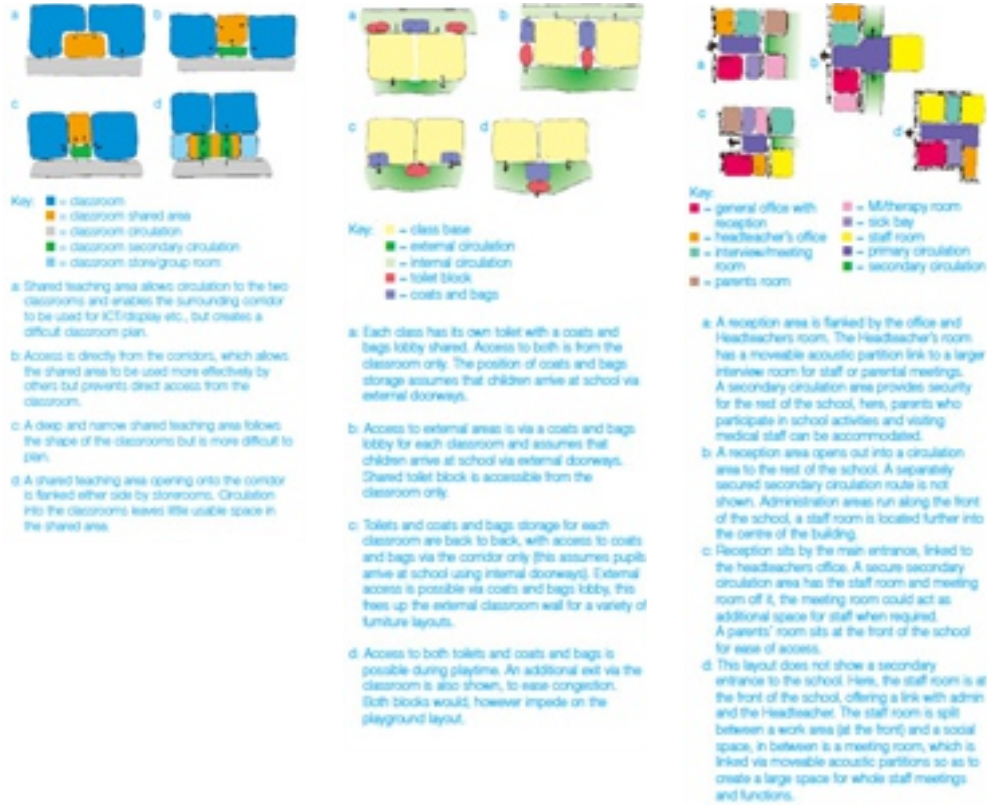 a
b
c
d
Key:
= classroom
= classroom shared area
= classroom circulation
= classroom secondary circulation
= classroom store/group room
a: Shared teaching area allows circulation to the two
classrooms and enables the surrounding corridor
to be used for ICT/display etc., but creates a
difficult classroom plan.
b: Access is directly from the corridors, which allows
the shared area to be used more effectively by
others but prevents direct access from the
classroom.
c: A deep and narrow shared teaching area follows
the shape of the classrooms but is more difficult to
plan.
d: A shared teaching area opening onto the corridor
is flanked either side by storerooms. Circulation
into the classrooms leaves little usable space in
the shared area.
a
b
c
d
Key:
= class base
= external circulation
= internal circulation
= toilet block
= coats and bags
a: Each class has its own toilet with a coats and
bags lobby shared. Access to both is from the
classroom only. The position of coats and bags
storage assumes that children arrive at school via
external doorways.
b: Access to external areas is via a coats and bags
lobby for each classroom and assumes that
children arrive at school via external doorways.
Shared toilet block is accessible from the
classroom only.
c: Toilets and coats and bags storage for each
classroom are back to back, with access to coats
and bags via the corridor only (this assumes pupils
arrive at school using internal doorways). External
access is possible via coats and bags lobby, this
frees up the external classroom wall for a variety of
furniture layouts.
d: Access to both toilets and coats and bags is
possible during playtime. An additional exit via the
classroom is also shown, to ease congestion.
Both blocks would, however impede on the
playground layout.
a
b
c
d
Key:
= general office with
reception
= headteacher's office
= interview/meeting
room
= parents room
= MI/therapy room
= sick bay
= staff room
= primary circulation
= secondary circulation
a: A reception area is flanked by the office and
Headteachers room. The Headteacher's room
has a moveable acoustic partition link to a larger
interview room for staff or parental meetings.
A secondary circulation area provides security
for the rest of the school, here, parents who
participate in school activities and visiting
medical staff can be accommodated.
b: A reception area opens out into a circulation
area to the rest of the school. A separately
secured secondary circulation route is not
shown. Administration areas run along the front
of the school, a staff room is located further into
the centre of the building.
c: Reception sits by the main entrance, linked to
the headteachers office. A secure secondary
circulation area has the staff room and meeting
room off it, the meeting room could act as
additional space for staff when required.
A parents' room sits at the front of the school
for ease of access.
d: This layout does not show a secondary
entrance to the school. Here, the staff room is at
the front of the school, offering a link with admin
and the Headteacher. The staff room is split
between a work area (at the front) and a social
space, in between is a meeting room, which is
linked via moveable acoustic partitions so as to
create a large space for whole staff meetings
and functions.